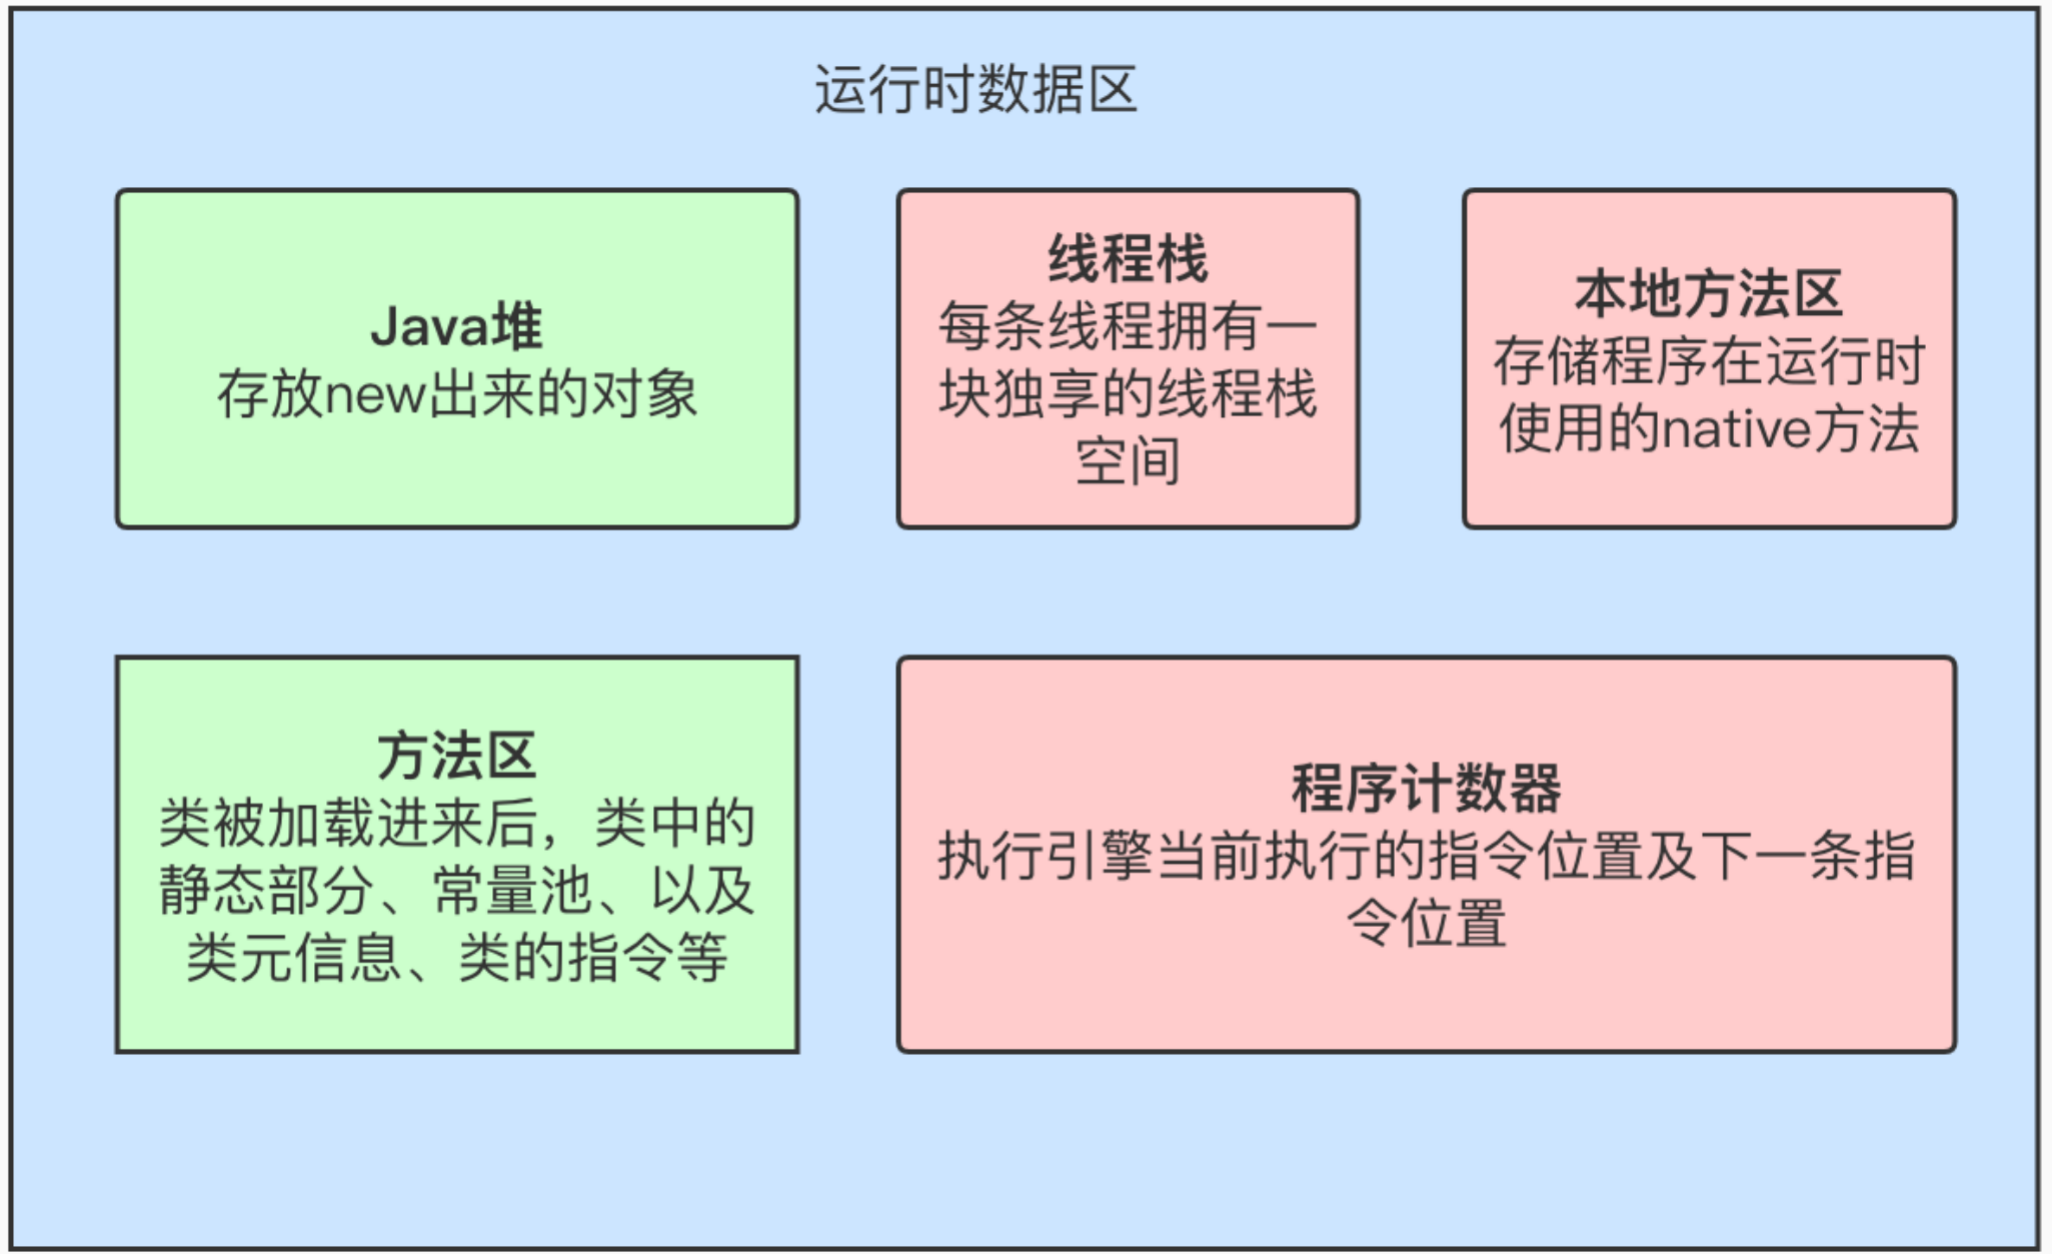 运行时数据区
Java堆
存放new出来的对象
线程栈
每条线程拥有一
块独享的线程栈
空间
本地方法区
存储程序在运行时
使用的native方法
方法区
类被加载进来后，类中的
静态部分、常量池、以及
类元信息、类的指令等
程序计数器
执行引擎当前执行的指令位置及下一条指
令位置